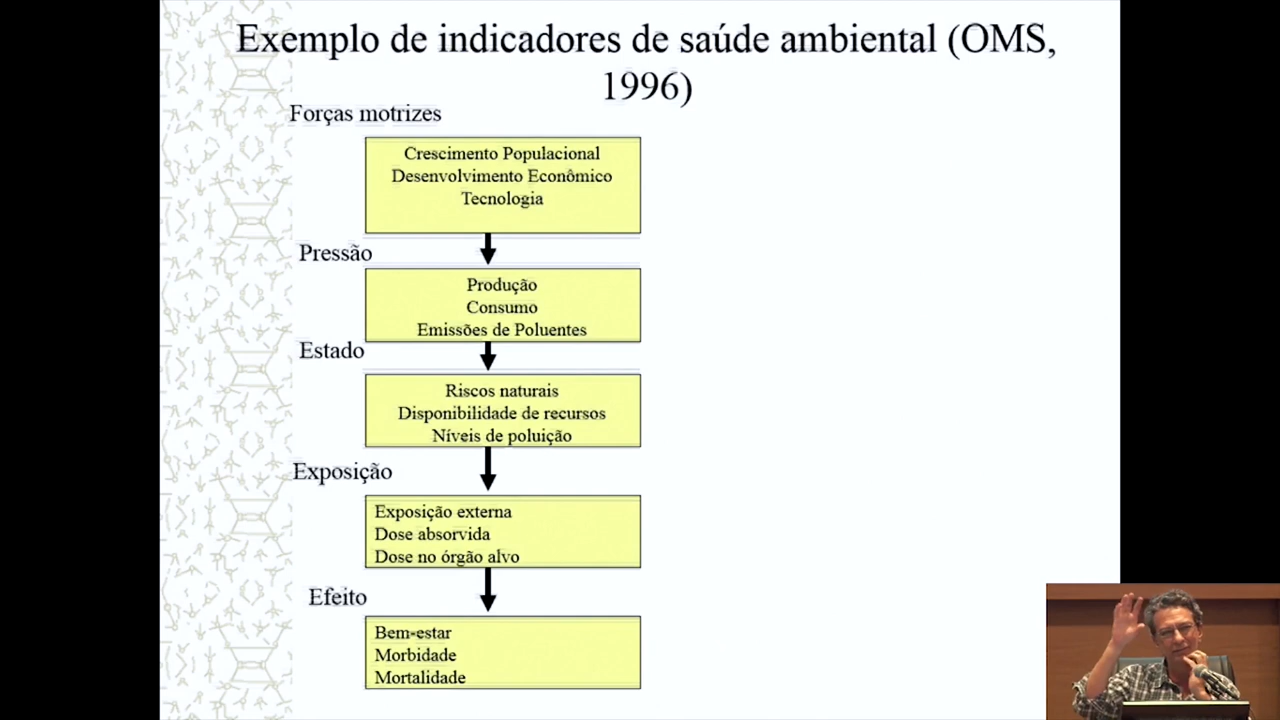 Exemplo de indicadores de saúde ambiental (OMS,
1996)
Forças motrizes
Crescimento Populacional
Desenvolvimento Econômico
Tecnologia
Pressão
Produção
Consumo
Emissões de Poluentes
Estado
Riscos naturais
Disponibilidade de recursos
Níveis de poluição
Exposição
Exposição externa
Dose absorvida
Dose no órgão alvo
Efeito
Bem-estar
Morbidade
Mortalidade